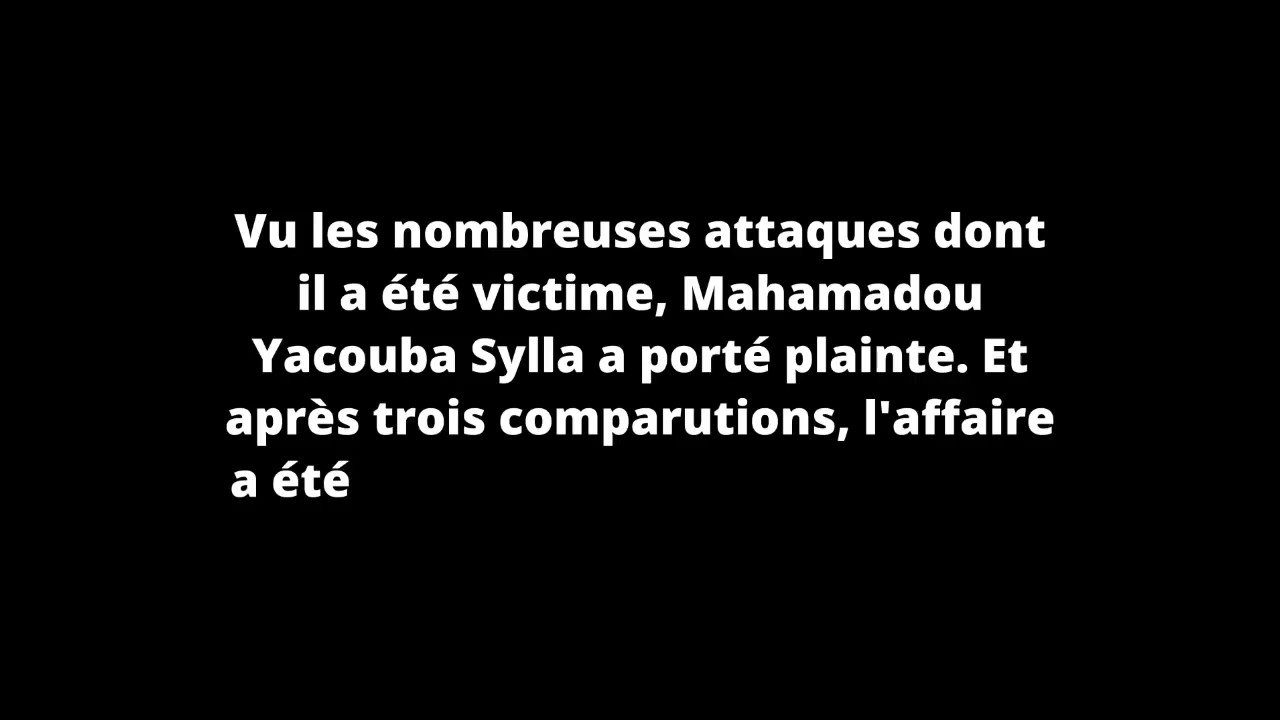 Vu les nombreuses attaques dont
il a été victime, Mahamadou
Yacouba Sylla a porté plainte. Et
après trois comparutions, l'affaire
a été